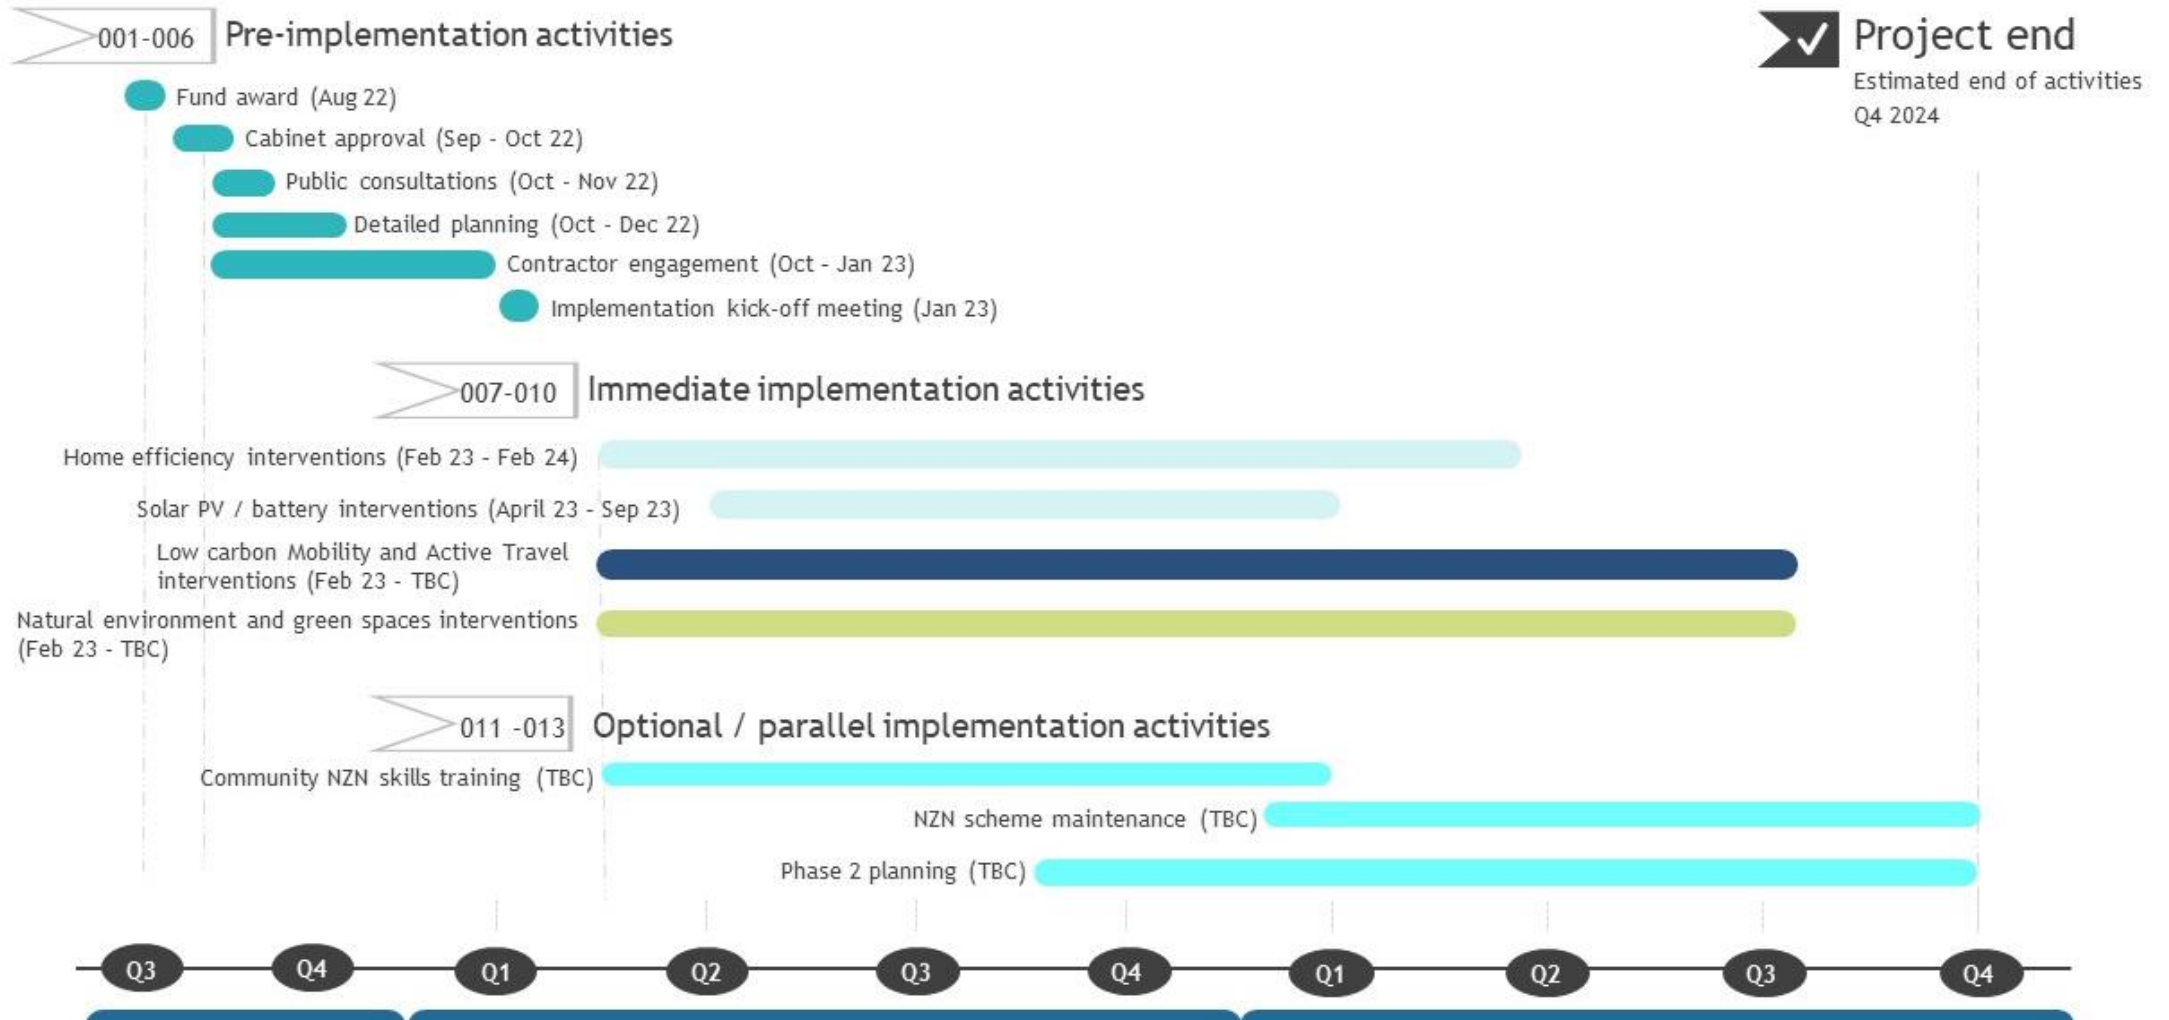 001-006 Pre-implementation activities
Project end
Estimated end of activities
Q4 2024
Fund award (Aug 22)
Cabinet approval (Sep - Oct 22)
Public consultations (Oct - Nov 22)
Detailed planning (Oct - Dec 22)
Contractor engagement (Oct - Jan 23)
Implementation kick-off meeting (Jan 23)
007-010 Immediate implementation activities
Home efficiency interventions (Feb 23 - Feb 24)
Solar PV / battery interventions (April 23 - Sep 23)
Low carbon Mobility and Active Travel
interventions (Feb 23 - TBC)
Natural environment and green spaces interventions
(Feb 23 - TBC)
011 -013 Optional / parallel implementation activities
Community NZN skills training (TBC)
NZN scheme maintenance (TBC)
Phase 2 planning (TBC)
Q3 Q4 Q1 Q2 Q3 Q4 Q1 Q2 Q3 Q4